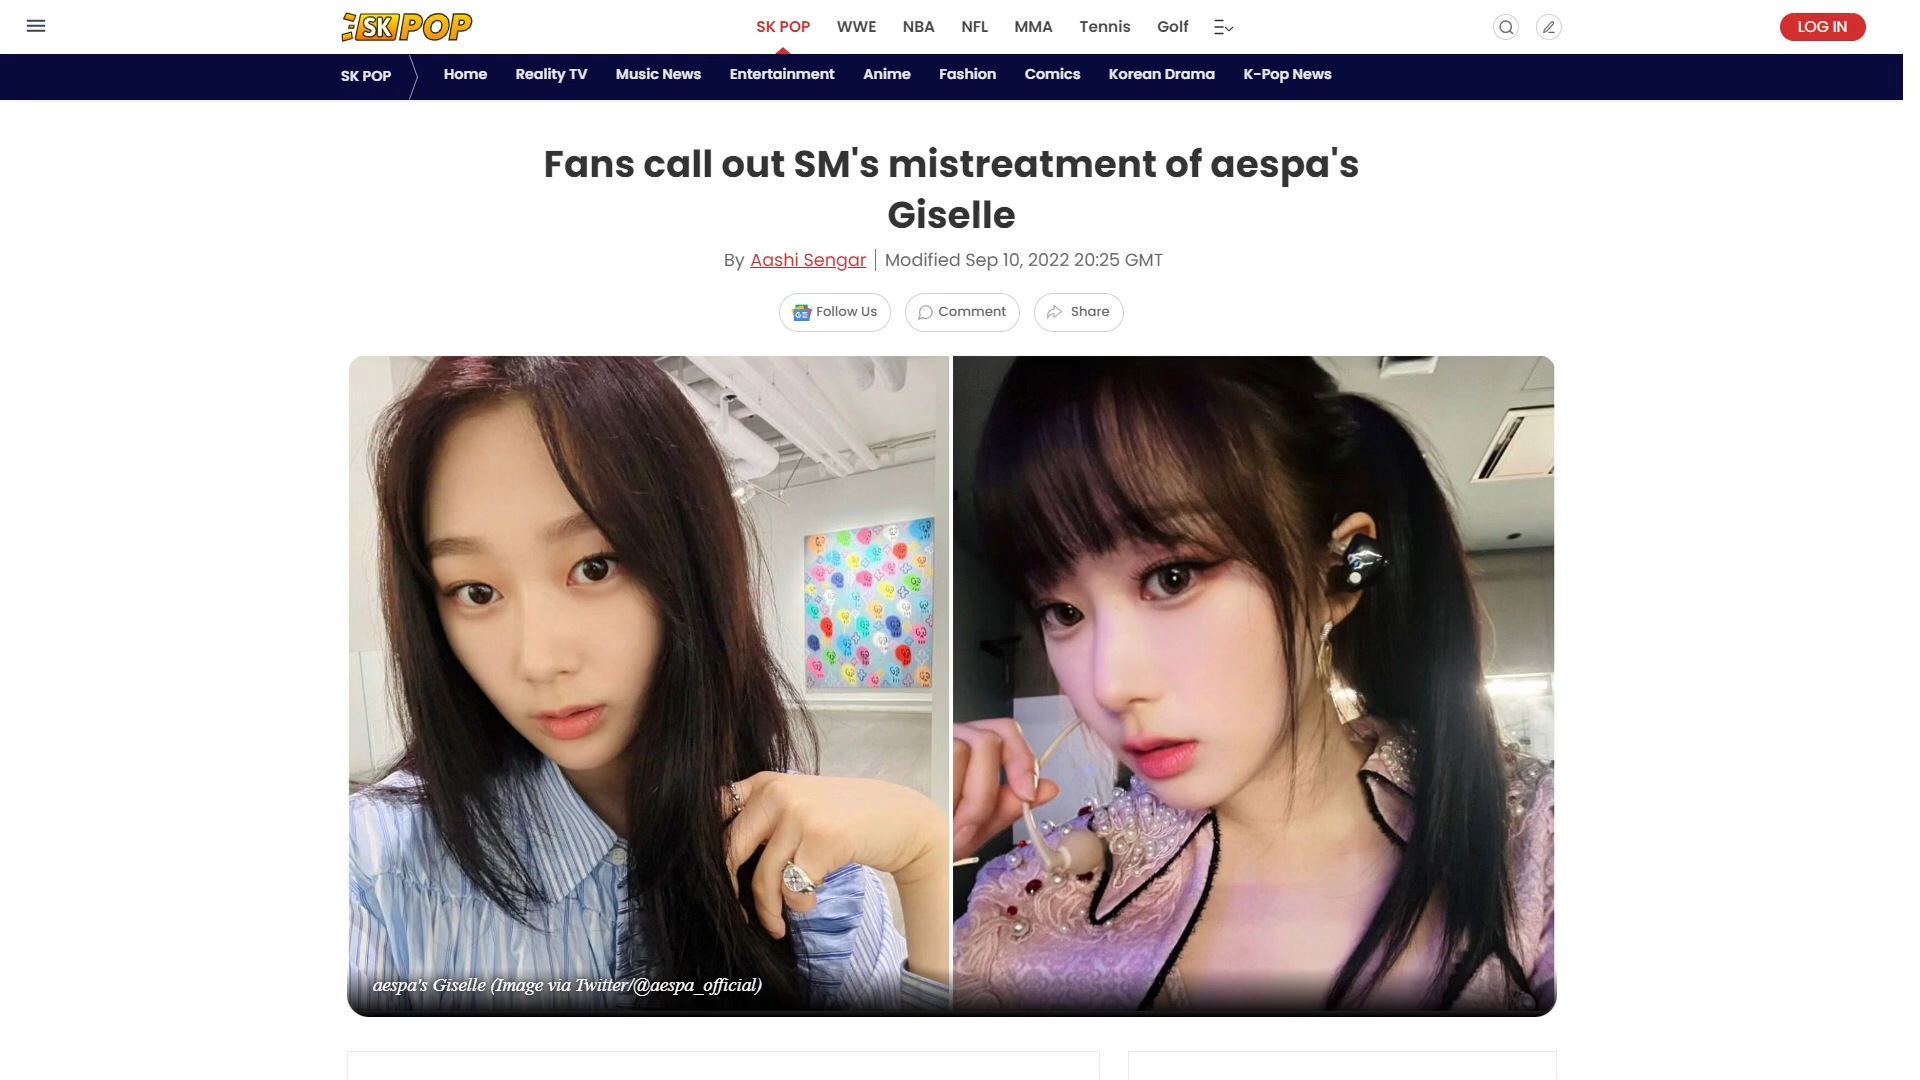 SK POP
SK POP
WWE
NBA
NFL
MMA
Tennis
Golf
LOG IN
SK POP
Home
Reality TV
Music News
Entertainment
Anime
Fashion
Comics
Korean Drama
K-Pop News
Fans call out SM's mistreatment of aespa's
Giselle
By Aashi Sengar | Modified Sep 10, 2022 20:25 GMT
Follow Us
Comment
Share
aespa's Giselle (Image via Twitter/@aespa_official)